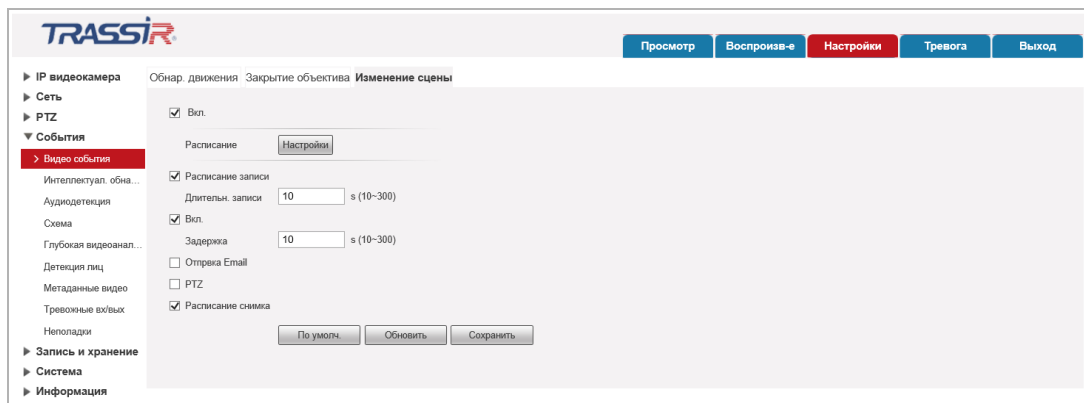 TRASSIR
Просмотр Воспроизв-е Настройки Тревога Выход
IP видеокамера
Сеть
PTZ
События
Видео события
Интеллектуал. обна...
Аудиодетекция
Схема
Глубокая видеоанал...
Детекция лиц
Метаданные видео
Тревожные вх/вых
Неполадки
Запись и хранение
Система
Информация
Обнар. движения Закрытие объектива Изменение сцены
Вкл.
Расписание Настройки
Расписание записи
Длительн. записи 10 s (10~300)
Вкл.
Задержка 10 s (10~300)
Отпрвка Email
PTZ
Расписание снимка
По умолч. Обновить Сохранить